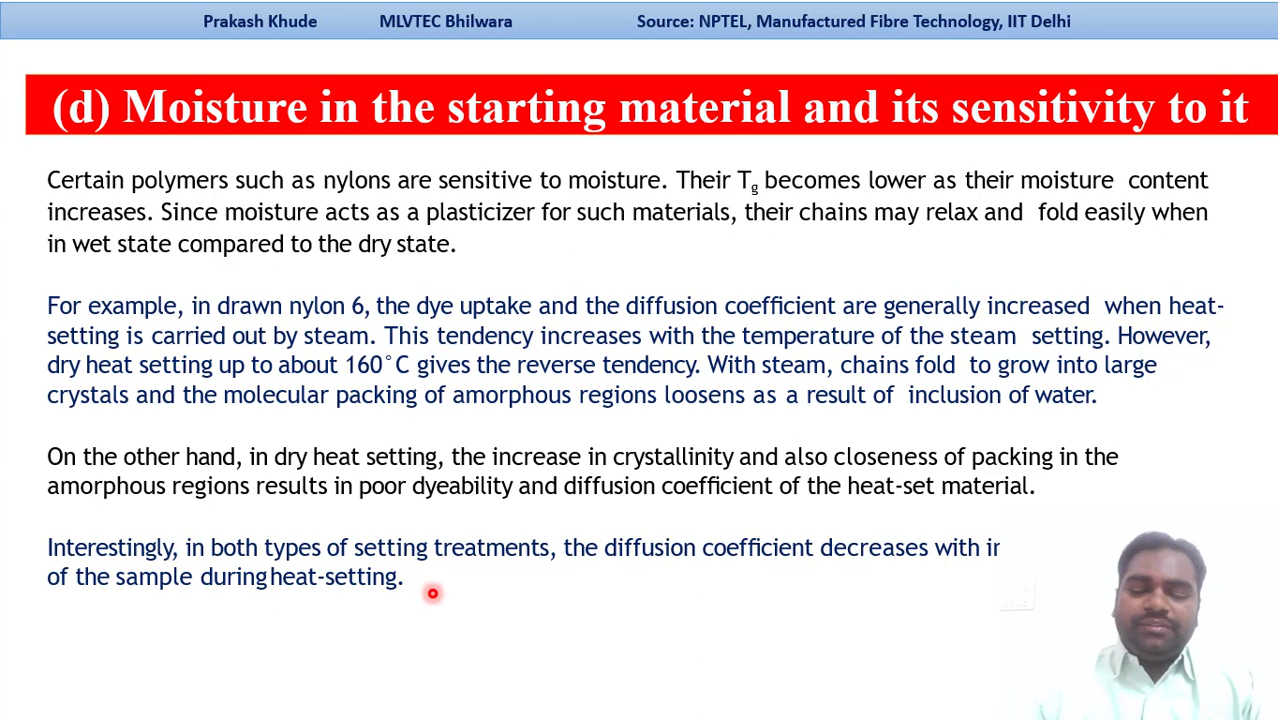 Prakash Khude MLVTEC Bhilwara Source: NPTEL, Manufactured Fibre Technology, IIT Delhi
(d) Moisture in the starting material and its sensitivity to it
Certain polymers such as nylons are sensitive to moisture. Their Tg becomes lower as their moisture content
increases. Since moisture acts as a plasticizer for such materials, their chains may relax and fold easily when
in wet state compared to the dry state.
For example, in drawn nylon 6, the dye uptake and the diffusion coefficient are generally increased when heat-
setting is carried out by steam. This tendency increases with the temperature of the steam setting. However,
dry heat setting up to about 160°C gives the reverse tendency. With steam, chains fold to grow into large
crystals and the molecular packing of amorphous regions loosens as a result of inclusion of water.
On the other hand, in dry heat setting, the increase in crystallinity and also closeness of packing in the
amorphous regions results in poor dyeability and diffusion coefficient of the heat-set material.
Interestingly, in both types of setting treatments, the diffusion coefficient decreases with
of the sample during heat-setting.